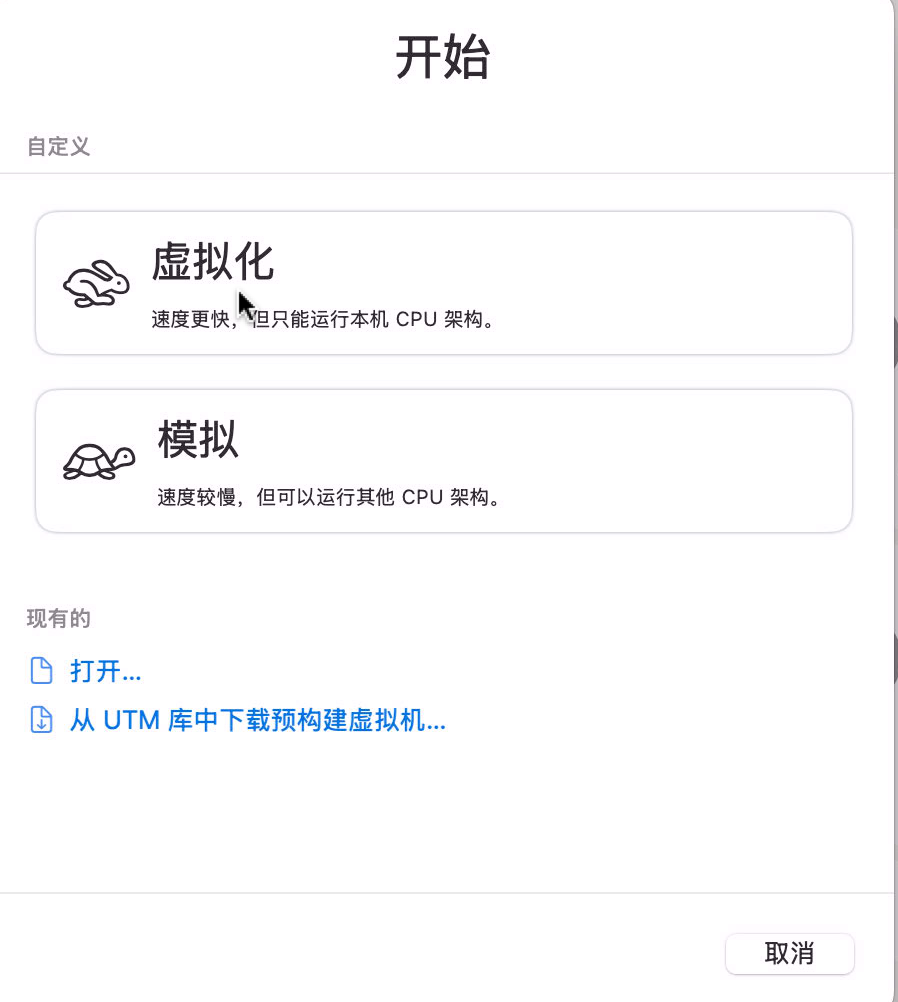 开始
自定义
虚拟化
速度更快，但只能运行本机 CPU 架构。
模拟
速度较慢，但可以运行其他 CPU 架构。
现有的
打开...
从 UTM 库中下载预构建虚拟机...
取消